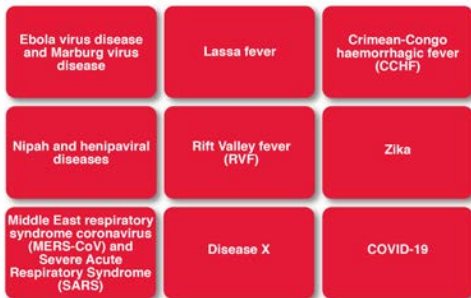 Ebola virus disease
and Marburg virus
disease
Lassa fever
Crimean-Congo
haemorrhagic fever
(CCHF)
Nipah and henipaviral
diseases
Rift Valley fever
(RVF)
Zika
Middle East respiratory
syndrome coronavirus
(MERS-CoV) and
Severe Acute
Respiratory Syndrome
(SARS)
Disease X
COVID-19